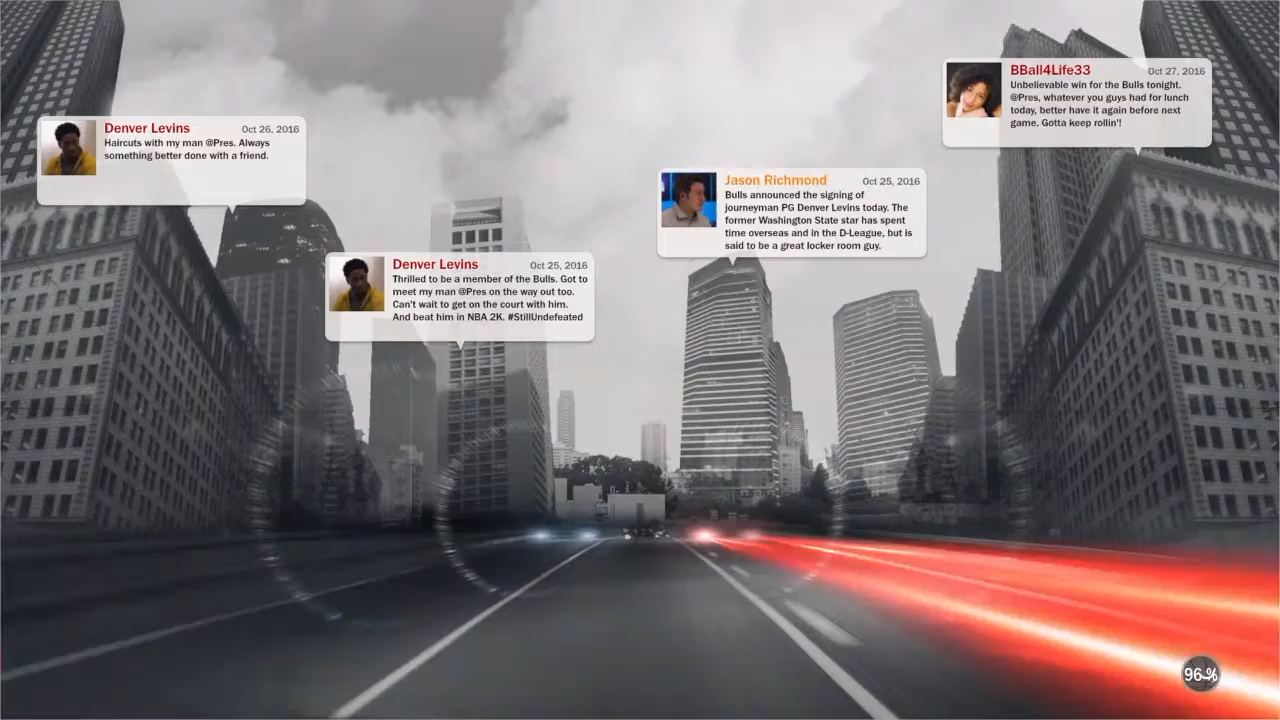 Denver Levins
Oct 26, 2016
Haircuts with my man @Pres. Always
something better done with a friend.
Denver Levins
Oct 25, 2016
Thrilled to be a member of the Bulls. Got to
meet my man @Pres on the way out too.
Can't wait to get on the court with him.
And beat him in NBA 2K. #StillUndefeated
Jason Richmond
Oct 25, 2016
Bulls announced the signing of
journeyman PG Denver Levins today. The
former Washington State star has spent
time overseas and in the D-League, but is
said to be a great locker room guy.
BBall4Life33
Oct 27, 2016
Unbelievable win for the Bulls tonight.
@Pres, whatever you guys had for lunch
today, better have it again before next
game. Gotta keep rollin'!
96%